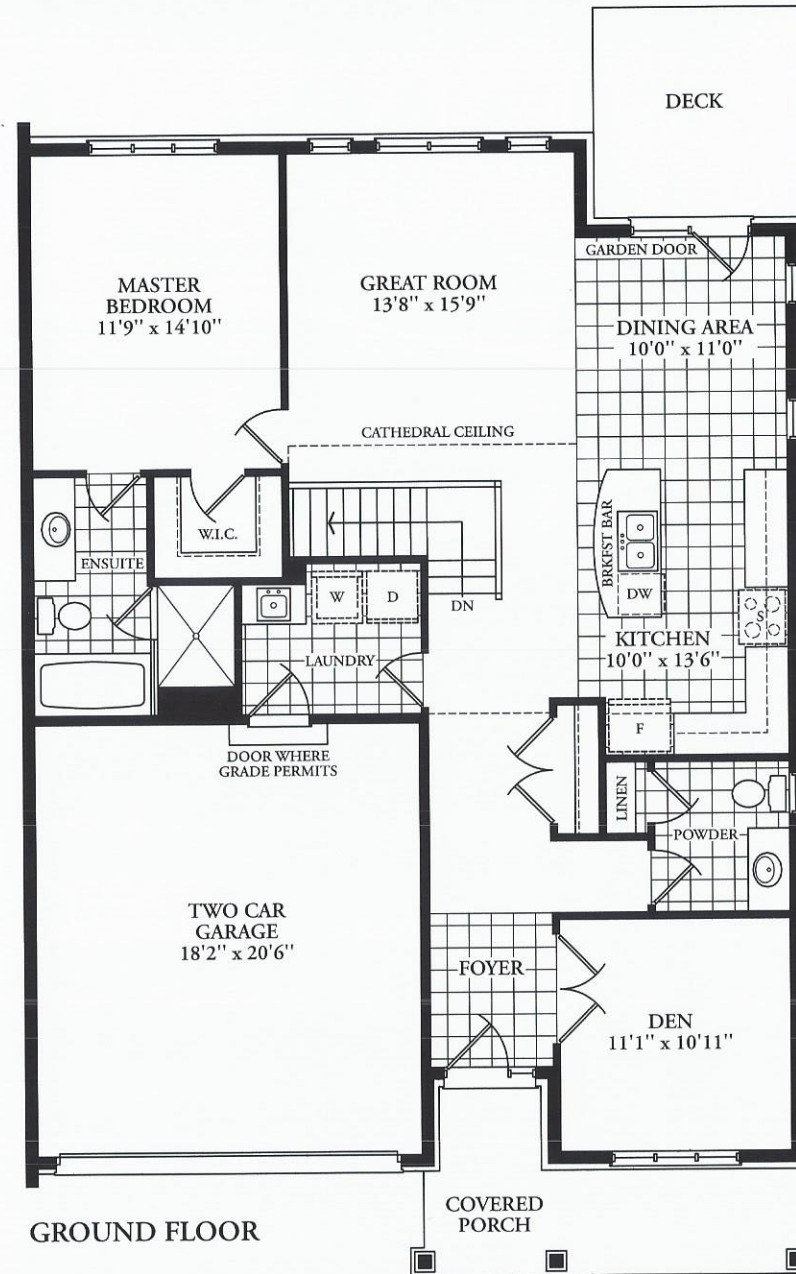 DECK
GARDEN DOOR
MASTER
BEDROOM
11'9" x 14'10"
GREAT ROOM
13'8" x 15'9"
DINING AREA
10'0" x 11'0"
CATHEDRAL CEILING
W.I.C.
ENSUITE
BRKFST BAR
W
D
DW
DN
S
KITCHEN
10'0" x 13'6"
LAUNDRY
F
DOOR WHERE
GRADE PERMITS
LINEN
POWDER
TWO CAR
GARAGE
18'2" x 20'6"
FOYER
DEN
11'1" x 10'11"
COVERED
PORCH
GROUND FLOOR